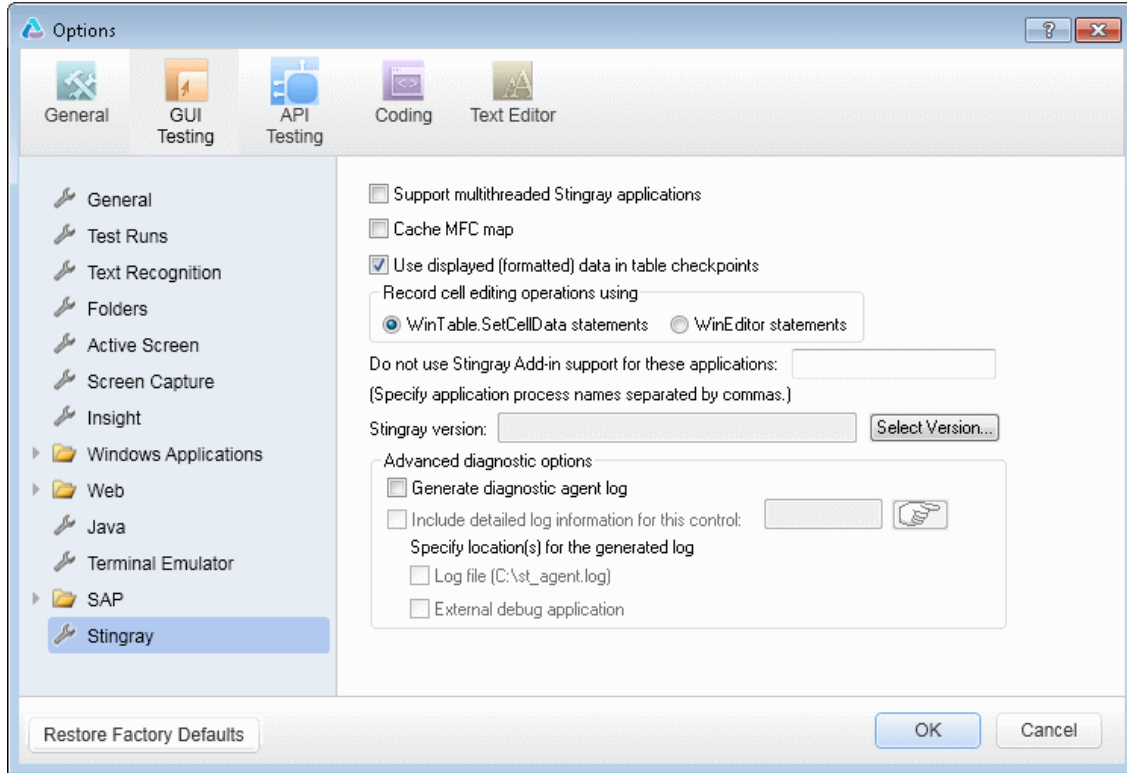 Options
General
GUI
Testing
API
Testing
Coding
Text Editor
General
Test Runs
Text Recognition
Folders
Active Screen
Screen Capture
Insight
Windows Applications
Web
Java
Terminal Emulator
SAP
Stingray
Support multithreaded Stingray applications
Cache MFC map
Use displayed (formatted) data in table checkpoints
Record cell editing operations using
WinTable.SetCellData statements
WinEditor statements
Do not use Stingray Add-in support for these applications:
(Specify application process names separated by commas.)
Stingray version:
Select Version...
Advanced diagnostic options
Generate diagnostic agent log
Include detailed log information for this control:
Specify location(s) for the generated log
Log file (C:\st_agent.log)
External debug application
Restore Factory Defaults
OK
Cancel